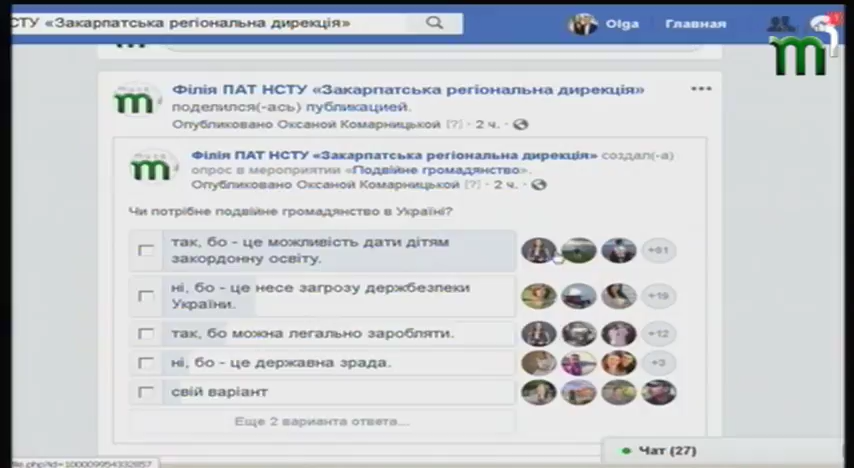 СТУ «Закарпатська регіональна дирекція»
Olga
Главная
1
m
Філія ПАТ НСТУ «Закарпатська регіональна дирекція»
поделился(-ась) публикацией.
Опубликовано Оксаной Комарницькой [?] · 2 ч. ·
Філія ПАТ НСТУ «Закарпатська регіональна дирекція» создал(-а)
опрос в мероприятии «Подвійне громадянство».
Опубликовано Оксаной Комарницькой [?] · 2 ч. ·
Чи потрібне подвійне громадянство в Україні?
так, бо - це можливість дати дітям
закордонну освіту.
ні, бо - це несе загрозу держбезпеки
України.
+19
так, бо можна легально заробляти.
+12
ні, бо - це державна зрада.
+3
свій варіант
Еще 2 варианта ответа...
Чат (27)